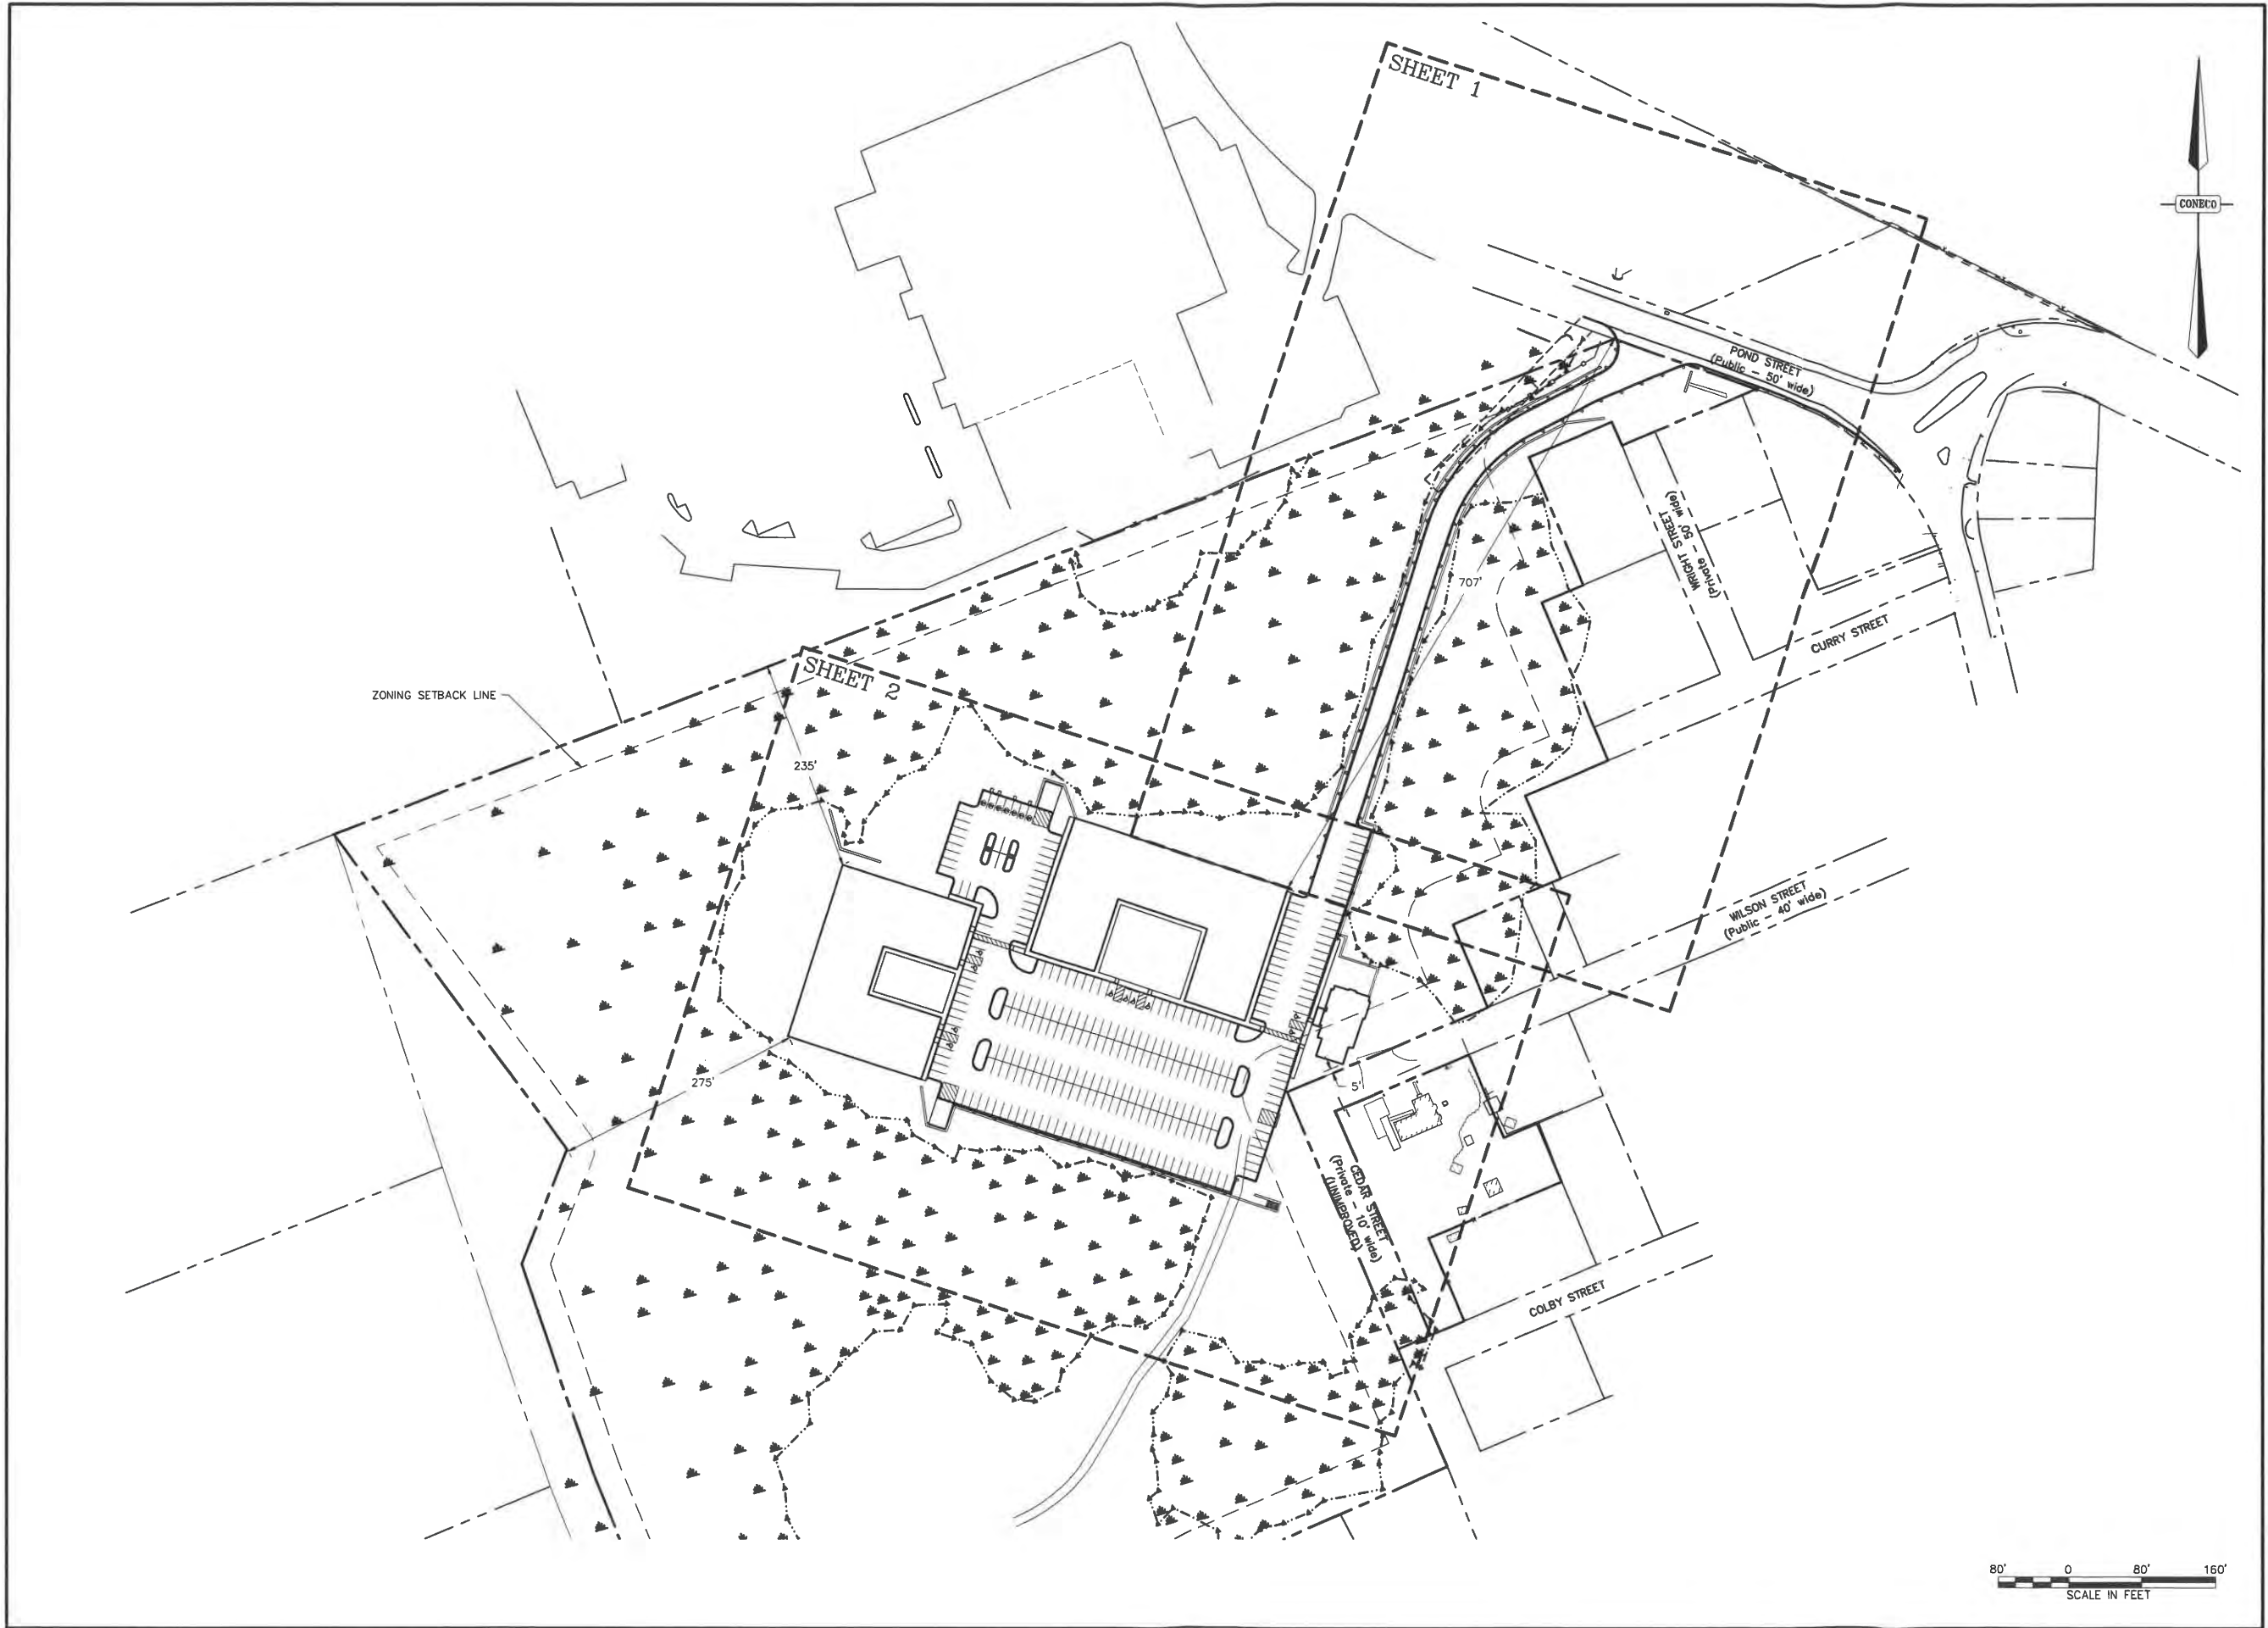 SHEET 1
CONECO
POND STREET
(Public - 50' wide)
WRIGHT STREET
(Private - 50' wide)
707'
CURRY STREET
SHEET 2
ZONING SETBACK LINE
235'
WILSON STREET
(Public - 40' wide)
275'
5'
CEDAR STREET
(Private - 10' wide)
(UNIMPROVED)
COLBY STREET
80' 0 80' 160'
SCALE IN FEET